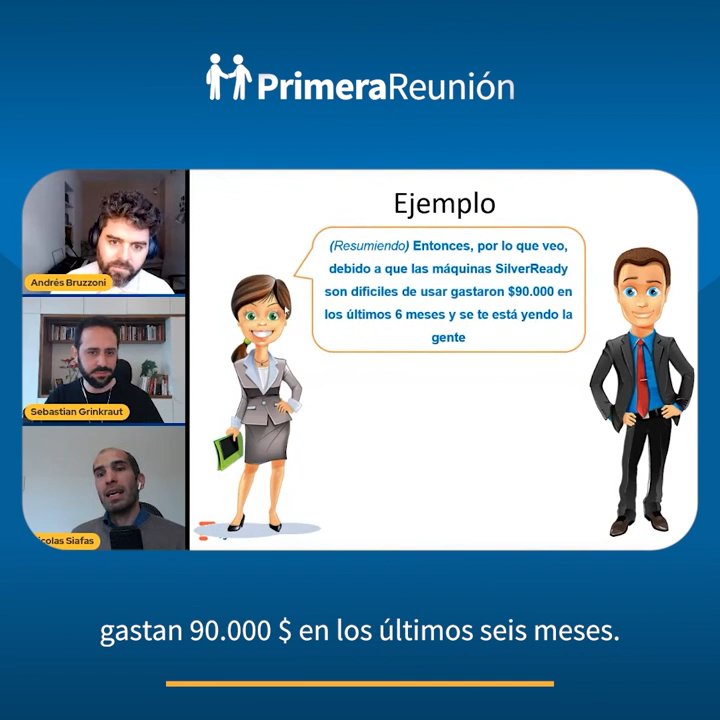 PrimeraReunión
Ejemplo
(Resumiendo) Entonces, por lo que veo,
debido a que las máquinas SilverReady
son dificiles de usar gastaron $90.000 en
los últimos 6 meses y se te está yendo la
gente
Andrés Bruzzoni
Sebastian Grinkraut
icolas Siafas
gastan 90.000 $ en los últimos seis meses.